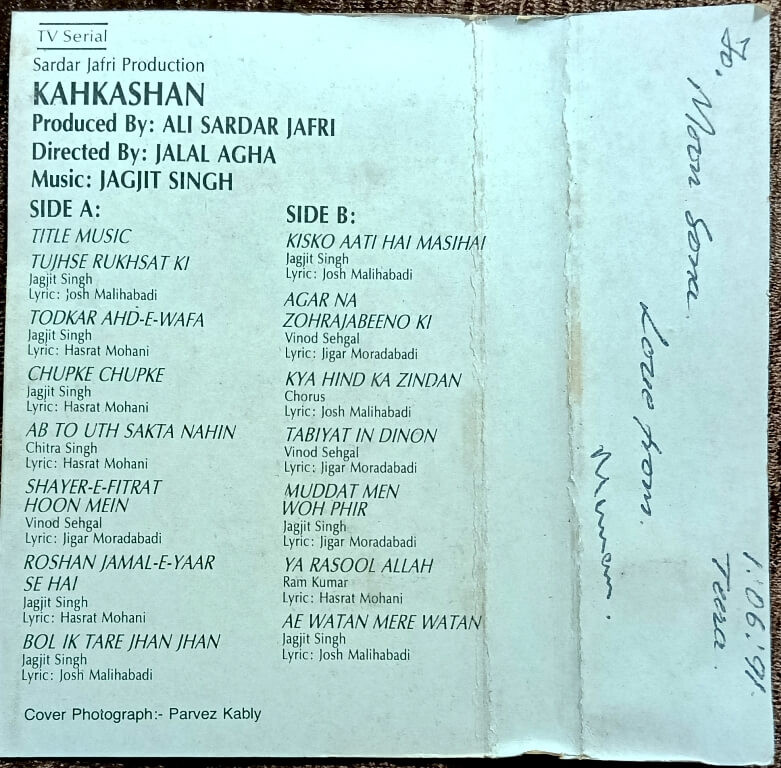 TV Serial
Sardar Jafri Production
KAHKASHAN
Produced By: ALI SARDAR JAFRI
Directed By: JALAL AGHA
Music: JAGJIT SINGH
SIDE A:
TITLE MUSIC
TUJHSE RUKHSAT KI
Jagjit Singh
Lyric: Josh Malihabadi
TODKAR AHD-E-WAFA
Jagjit Singh
Lyric: Hasrat Mohani
CHUPKE CHUPKE
Jagjit Singh
Lyric: Hasrat Mohani
AB TO UTH SAKTA NAHIN
Chitra Singh
Lyric: Hasrat Mohani
SHAYER-E-FITRAT
HOON MEIN
Vinod Sehgal
Lyric: Jigar Moradabadi
ROSHAN JAMAL-E-YAAR
SE HAI
Jagjit Singh
Lyric: Hasrat Mohani
BOL IK TARE JHAN JHAN
Jagjit Singh
Lyric: Josh Malihabadi
SIDE B:
KISKO AATI HAI MASIHAI
Jagjit Singh
Lyric: Josh Malihabadi
AGAR NA
ZOHRAJABEENO KI
Vinod Sehgal
Lyric: Jigar Moradabadi
KYA HIND KA ZINDAN
Chorus
Lyric: Josh Malihabadi
TABIYAT IN DINON
Vinod Sehgal
Lyric: Jigar Moradabadi
MUDDAT MEN
WOH PHIR
Jagjit Singh
Lyric: Jigar Moradabadi
YA RASOOL ALLAH
Ram Kumar
Lyric: Hasrat Mohani
AE WATAN MERE WATAN
Jagjit Singh
Lyric: Josh Malihabadi
Cover Photograph:- Parvez Kably
To,
Moon Sona.
Love from
Teena.
1.'06.'91.